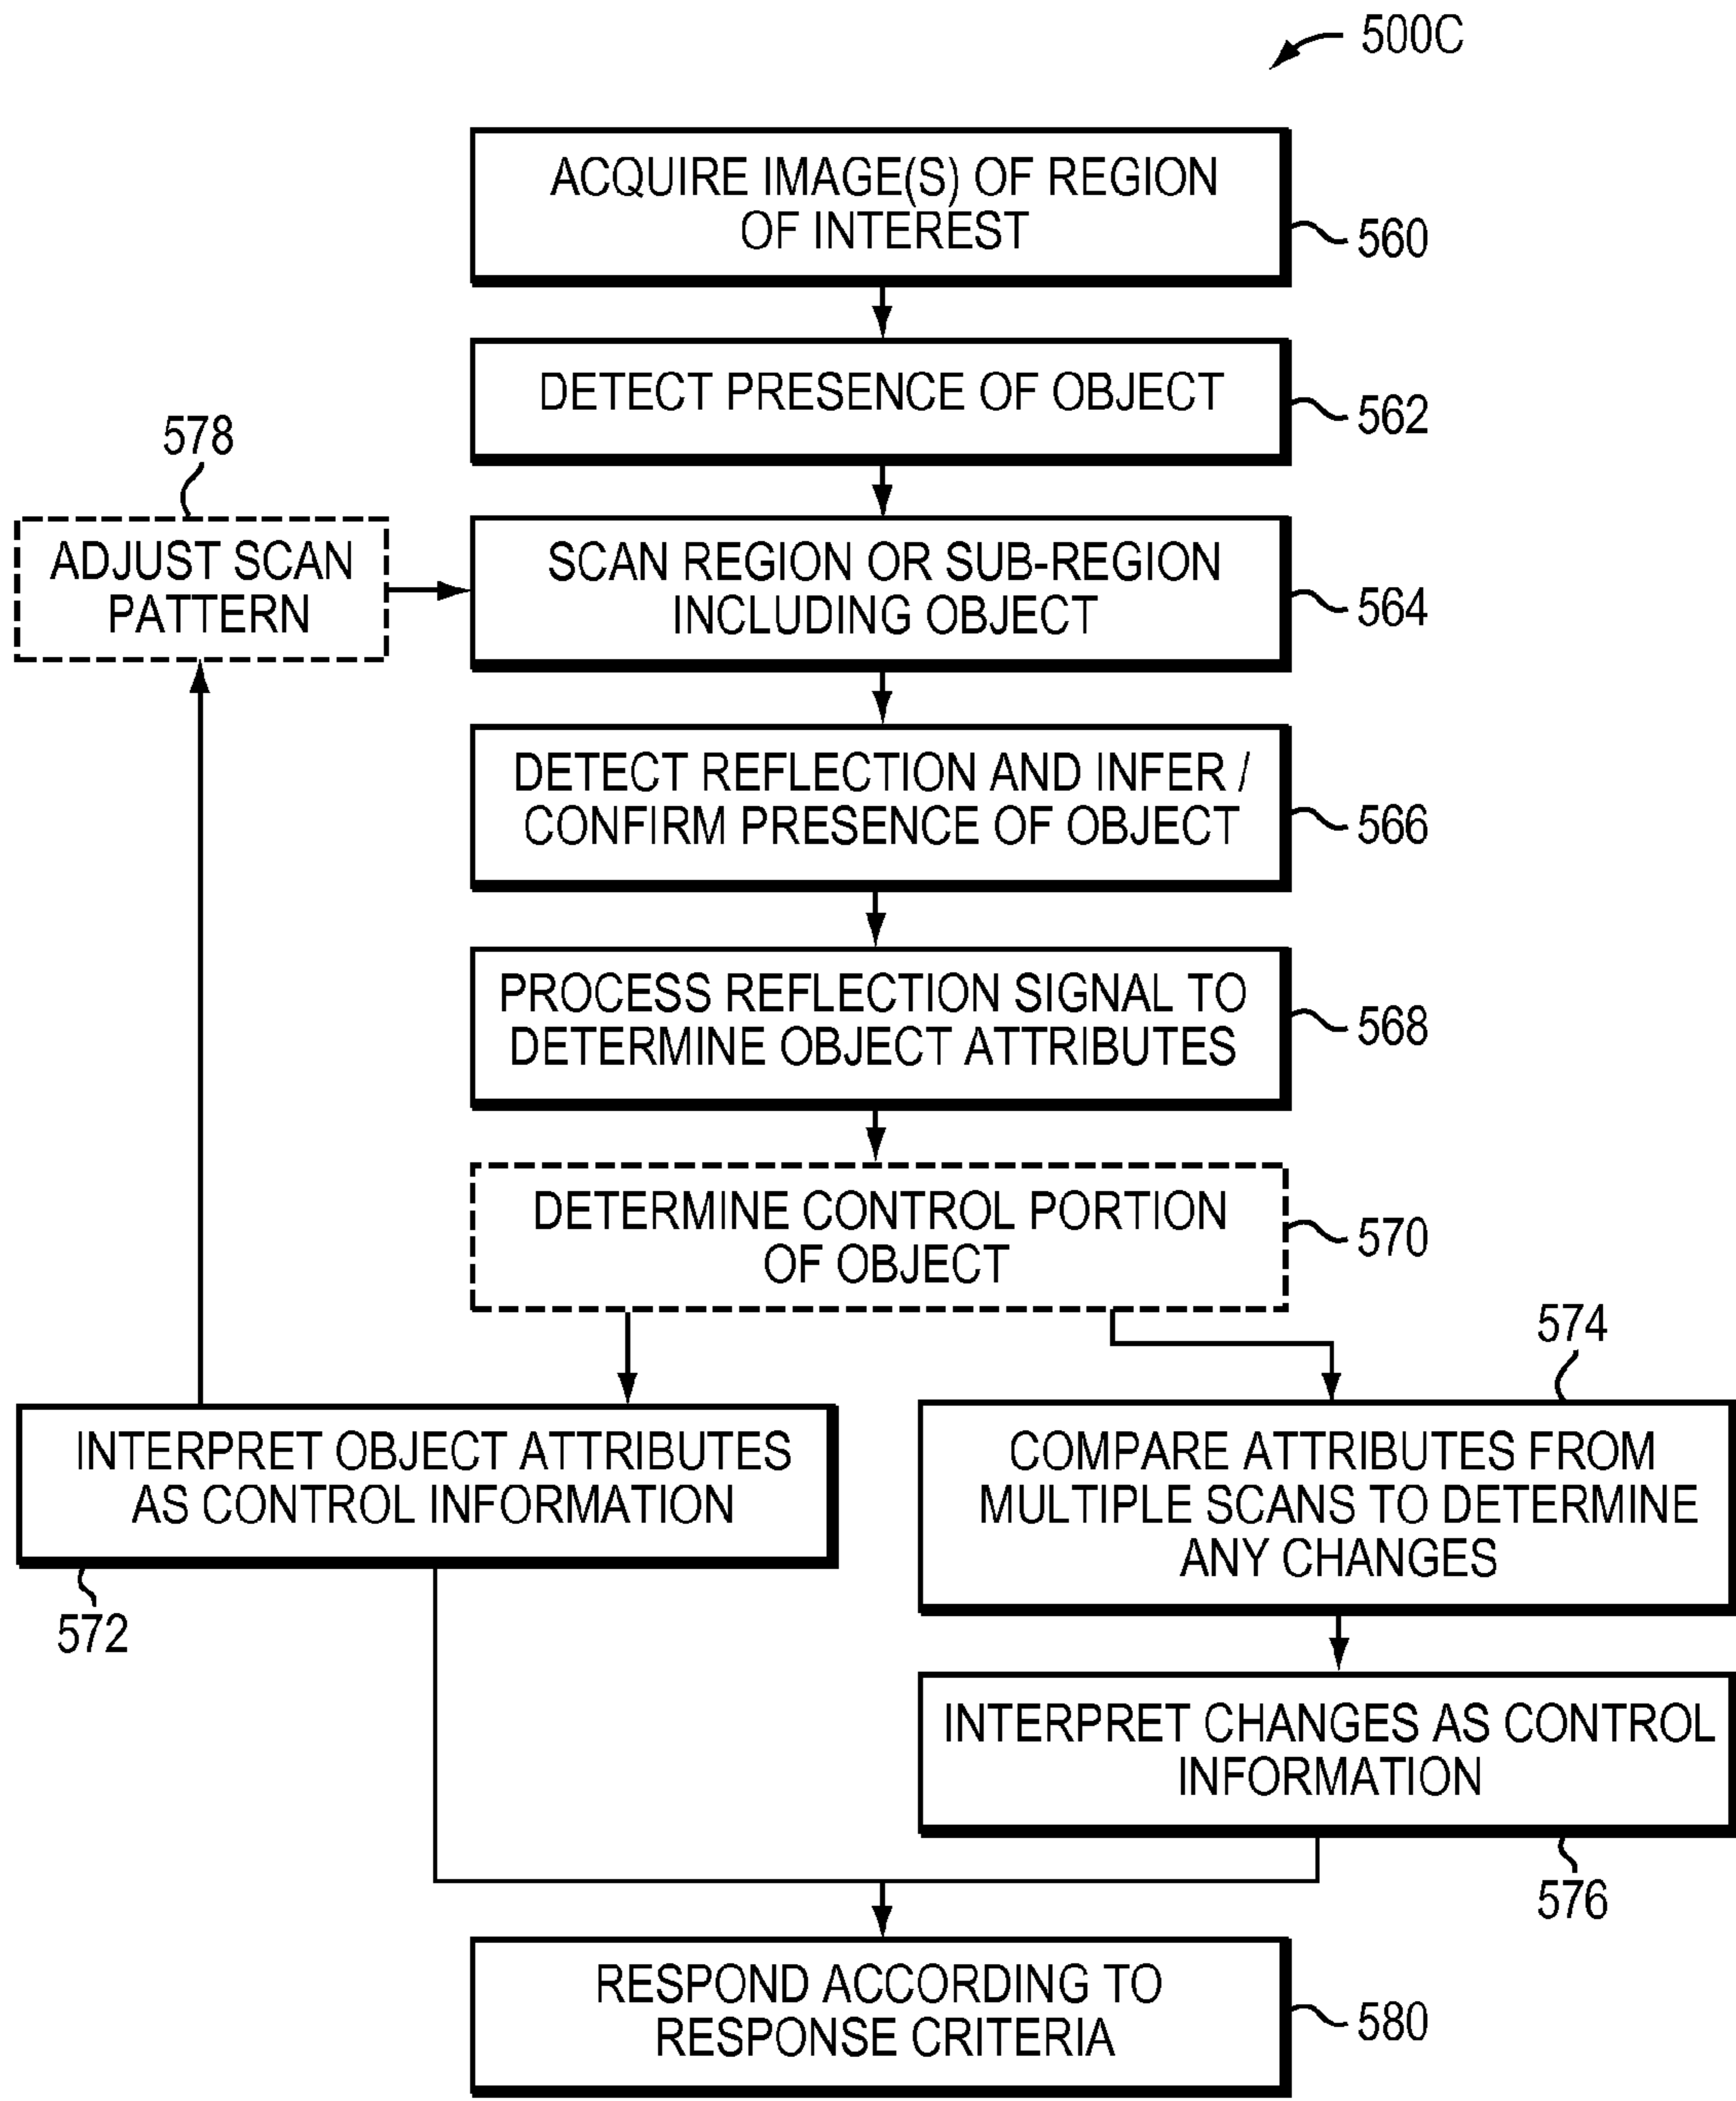 500C
ACQUIRE IMAGE(S) OF REGION
OF INTEREST
560
DETECT PRESENCE OF OBJECT
562
578
ADJUST SCAN
PATTERN
SCAN REGION OR SUB-REGION
INCLUDING OBJECT
564
DETECT REFLECTION AND INFER /
CONFIRM PRESENCE OF OBJECT
566
PROCESS REFLECTION SIGNAL TO
DETERMINE OBJECT ATTRIBUTES
568
DETERMINE CONTROL PORTION
OF OBJECT
570
INTERPRET OBJECT ATTRIBUTES
AS CONTROL INFORMATION
572
574
COMPARE ATTRIBUTES FROM
MULTIPLE SCANS TO DETERMINE
ANY CHANGES
INTERPRET CHANGES AS CONTROL
INFORMATION
576
RESPOND ACCORDING TO
RESPONSE CRITERIA
580